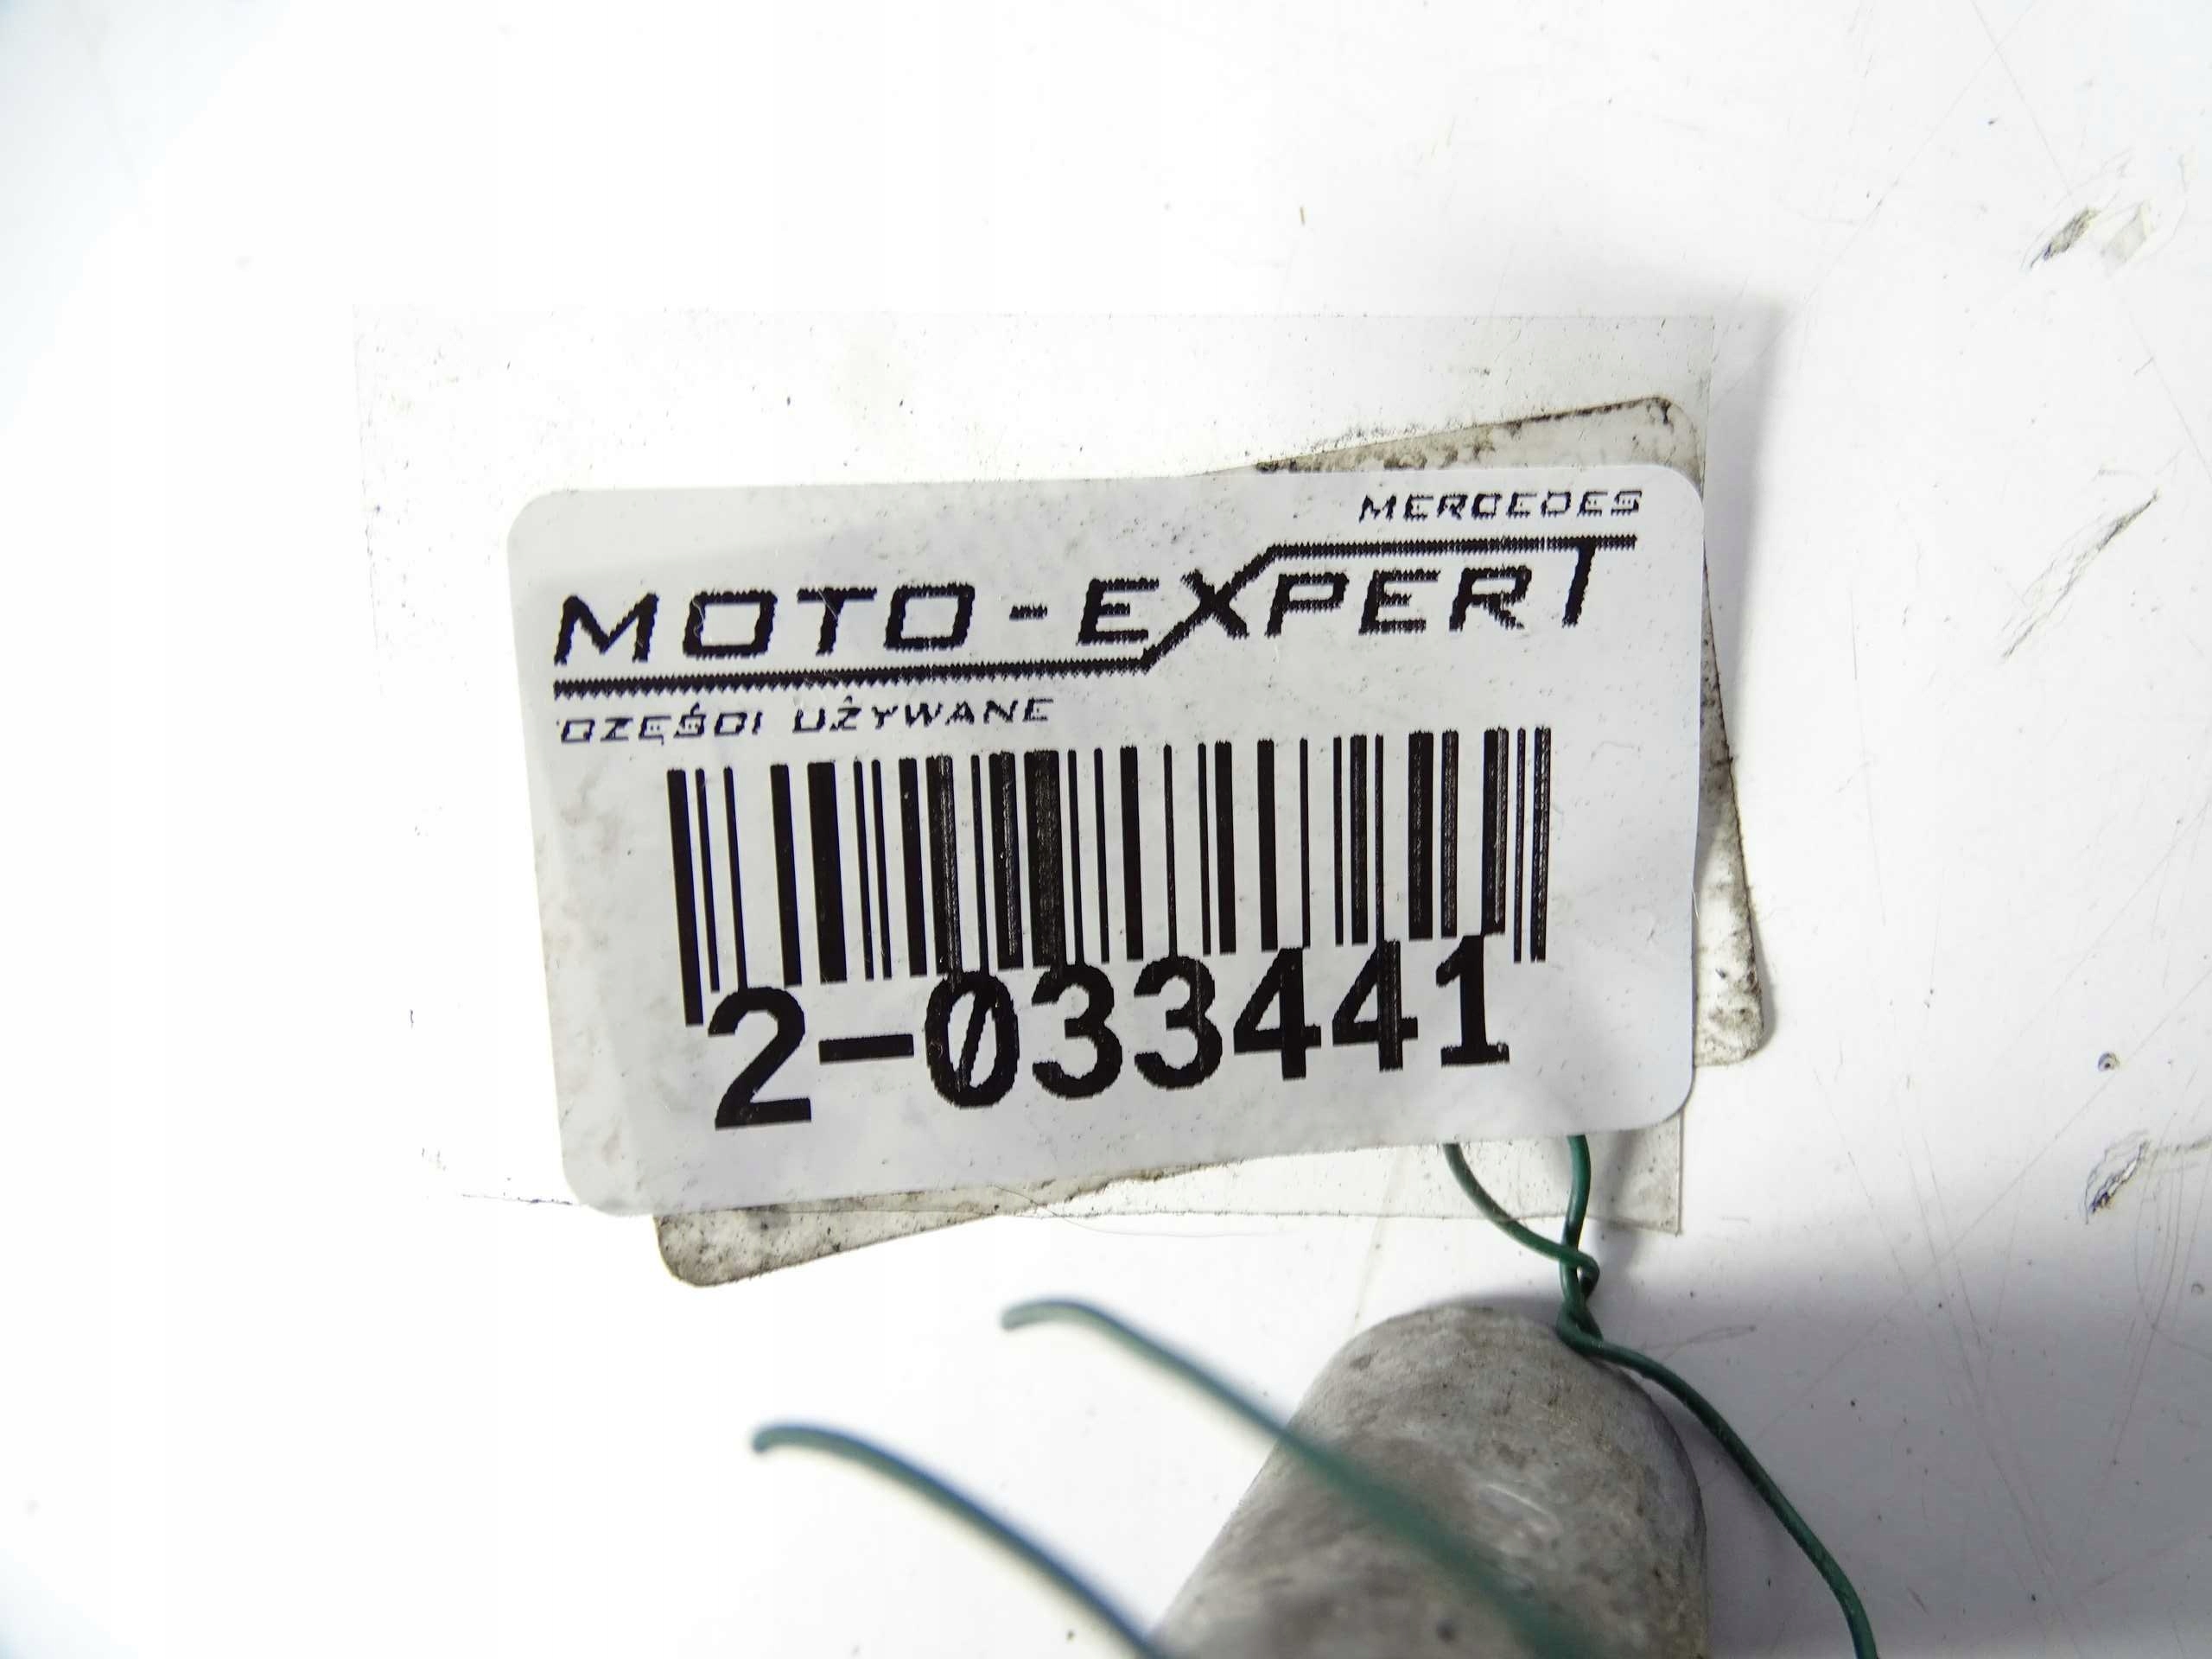 MERCEDES
MOTO-EXPERT
CZĘŚCI UŻYWANE
2-033441